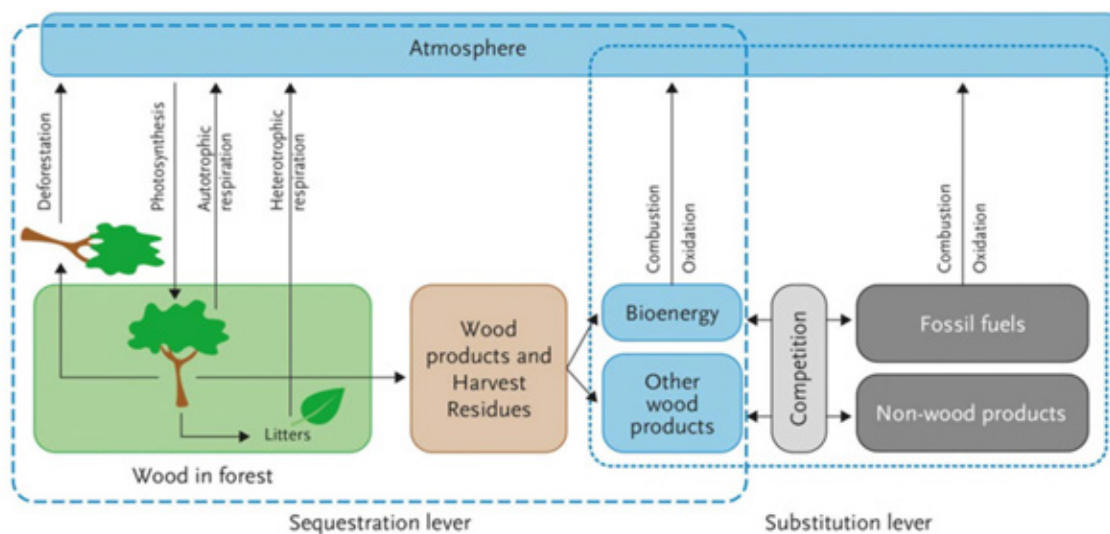 Atmosphere
Deforestation
Photosynthesis
Autotrophic
respiration
Heterotrophic
respiration
Combustion
Oxidation
Combustion
Oxidation
Wood
products and
Harvest
Residues
Bioenergy
Other
wood
products
Competition
Fossil fuels
Non-wood products
Litters
Wood in forest
Sequestration lever
Substitution lever